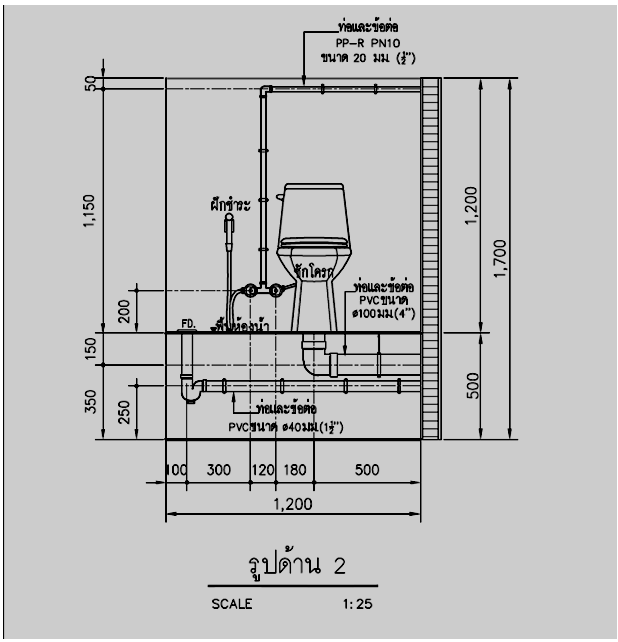 ท่อและข้อต่อ
PP-R PN10
ขนาด 20 มม. (½")
50
1,150
ฝักชำระ
1,200
1,700
ชักโครก
ท่อและข้อต่อ
PVCขนาด
ø100มม.(4")
200
FD.
พื้นห้องน้ำ
150
350
250
500
ท่อและข้อต่อ
PVCขนาด ø40มม.(1½")
100 300 120 180 500
1,200
รูปด้าน 2
SCALE 1:25